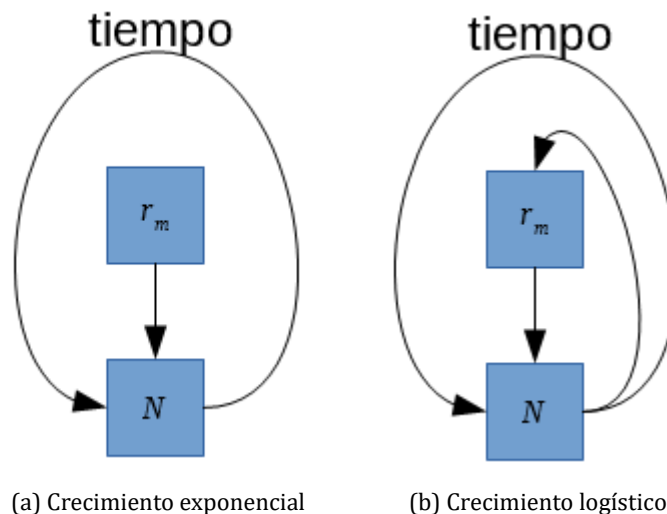 tiempo
r_m
N
(a) Crecimiento exponencial
tiempo
r_m
N
(b) Crecimiento logístico